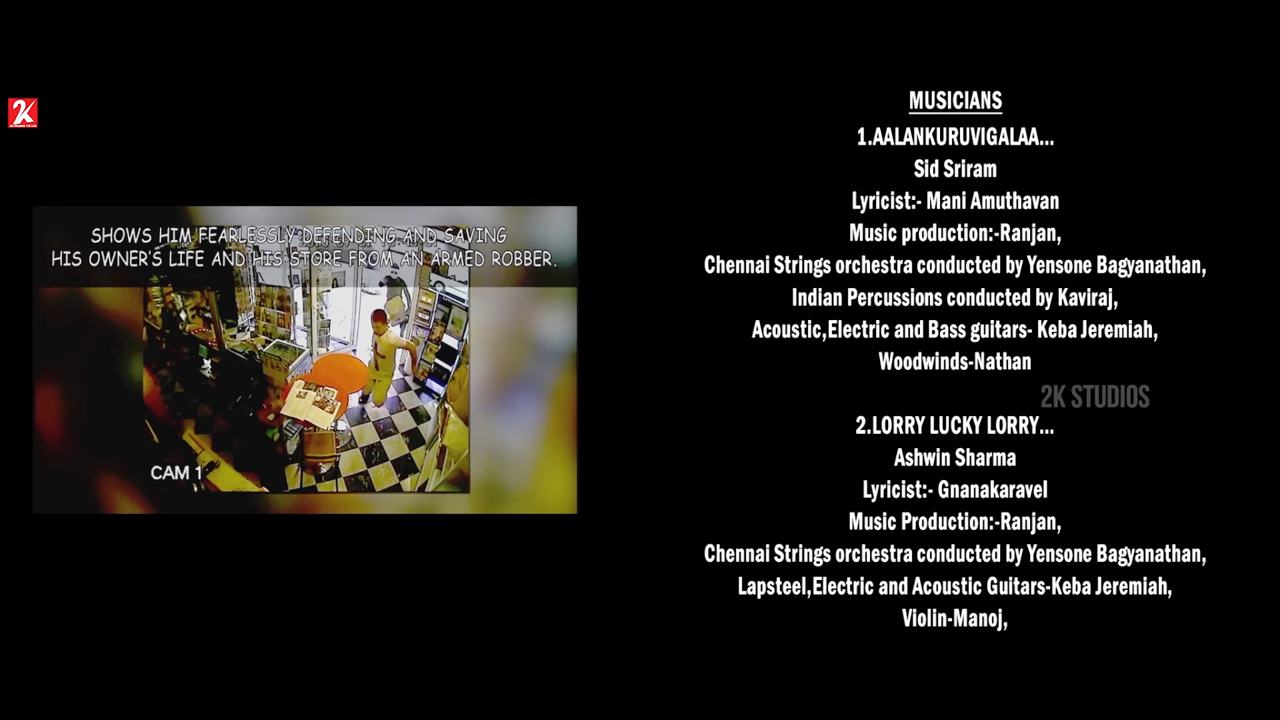 2K
SHOWS HIM FEARLESSLY DEFENDING AND SAVING
HIS OWNER'S LIFE AND HIS STORE FROM AN ARMED ROBBER.
CAM 1
MUSICIANS
1.AALANKURUVIGALAA...
Sid Sriram
Lyricist:- Mani Amuthavan
Music production:-Ranjan,
Chennai Strings orchestra conducted by Yensone Bagyanathan,
Indian Percussions conducted by Kaviraj,
Acoustic,Electric and Bass guitars- Keba Jeremiah,
Woodwinds-Nathan
2K STUDIOS
2.LORRY LUCKY LORRY...
Ashwin Sharma
Lyricist:- Gnanakaravel
Music Production:-Ranjan,
Chennai Strings orchestra conducted by Yensone Bagyanathan,
Lapsteel,Electric and Acoustic Guitars-Keba Jeremiah,
Violin-Manoj,